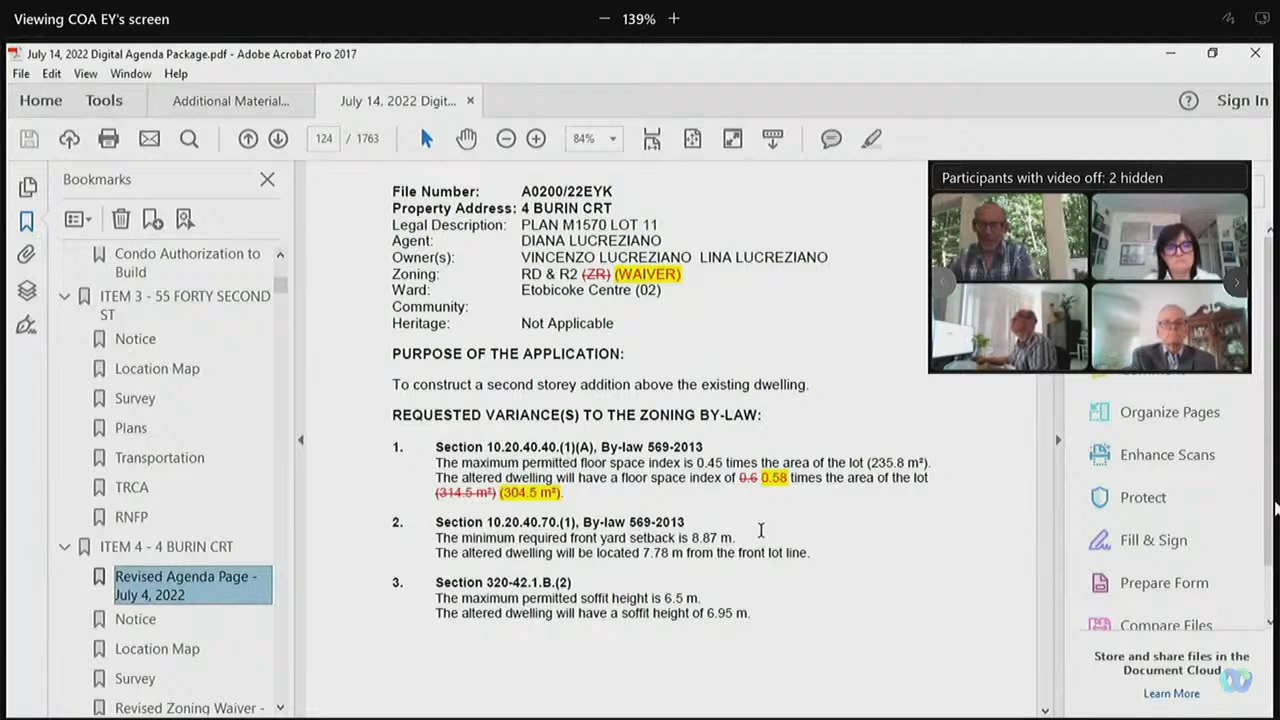 Viewing COA EY's screen
139%
July 14, 2022 Digital Agenda Package.pdf - Adobe Acrobat Pro 2017
File Edit View Window Help
Home Tools Additional Material... July 14, 2022 Digit... Sign In
124 / 1763 84%
Bookmarks
Condo Authorization to
Build
ITEM 3 - 55 FORTY SECOND
ST
Notice
Location Map
Survey
Plans
Transportation
TRCA
RNFP
ITEM 4 - 4 BURIN CRT
Revised Agenda Page -
July 4, 2022
Notice
Location Map
Survey
Revised Zoning Waiver -
File Number: A0200/22EYK
Property Address: 4 BURIN CRT
Legal Description: PLAN M1570 LOT 11
Agent: DIANA LUCREZIANO
Owner(s): VINCENZO LUCREZIANO LINA LUCREZIANO
Zoning: RD & R2 (ZR) (WAIVER)
Ward: Etobicoke Centre (02)
Community:
Heritage: Not Applicable
PURPOSE OF THE APPLICATION:
To construct a second storey addition above the existing dwelling.
REQUESTED VARIANCE(S) TO THE ZONING BY-LAW:
1. Section 10.20.40.40.(1)(A), By-law 569-2013
The maximum permitted floor space index is 0.45 times the area of the lot (235.8 m²).
The altered dwelling will have a floor space index of 0.6 0.58 times the area of the lot
(314.5 m²) (304.5 m²).
2. Section 10.20.40.70.(1), By-law 569-2013
The minimum required front yard setback is 8.87 m.
The altered dwelling will be located 7.78 m from the front lot line.
3. Section 320-42.1.B.(2)
The maximum permitted soffit height is 6.5 m.
The altered dwelling will have a soffit height of 6.95 m.
Participants with video off: 2 hidden
Organize Pages
Enhance Scans
Protect
Fill & Sign
Prepare Form
Compare Files
Store and share files in the
Document Cloud
Learn More